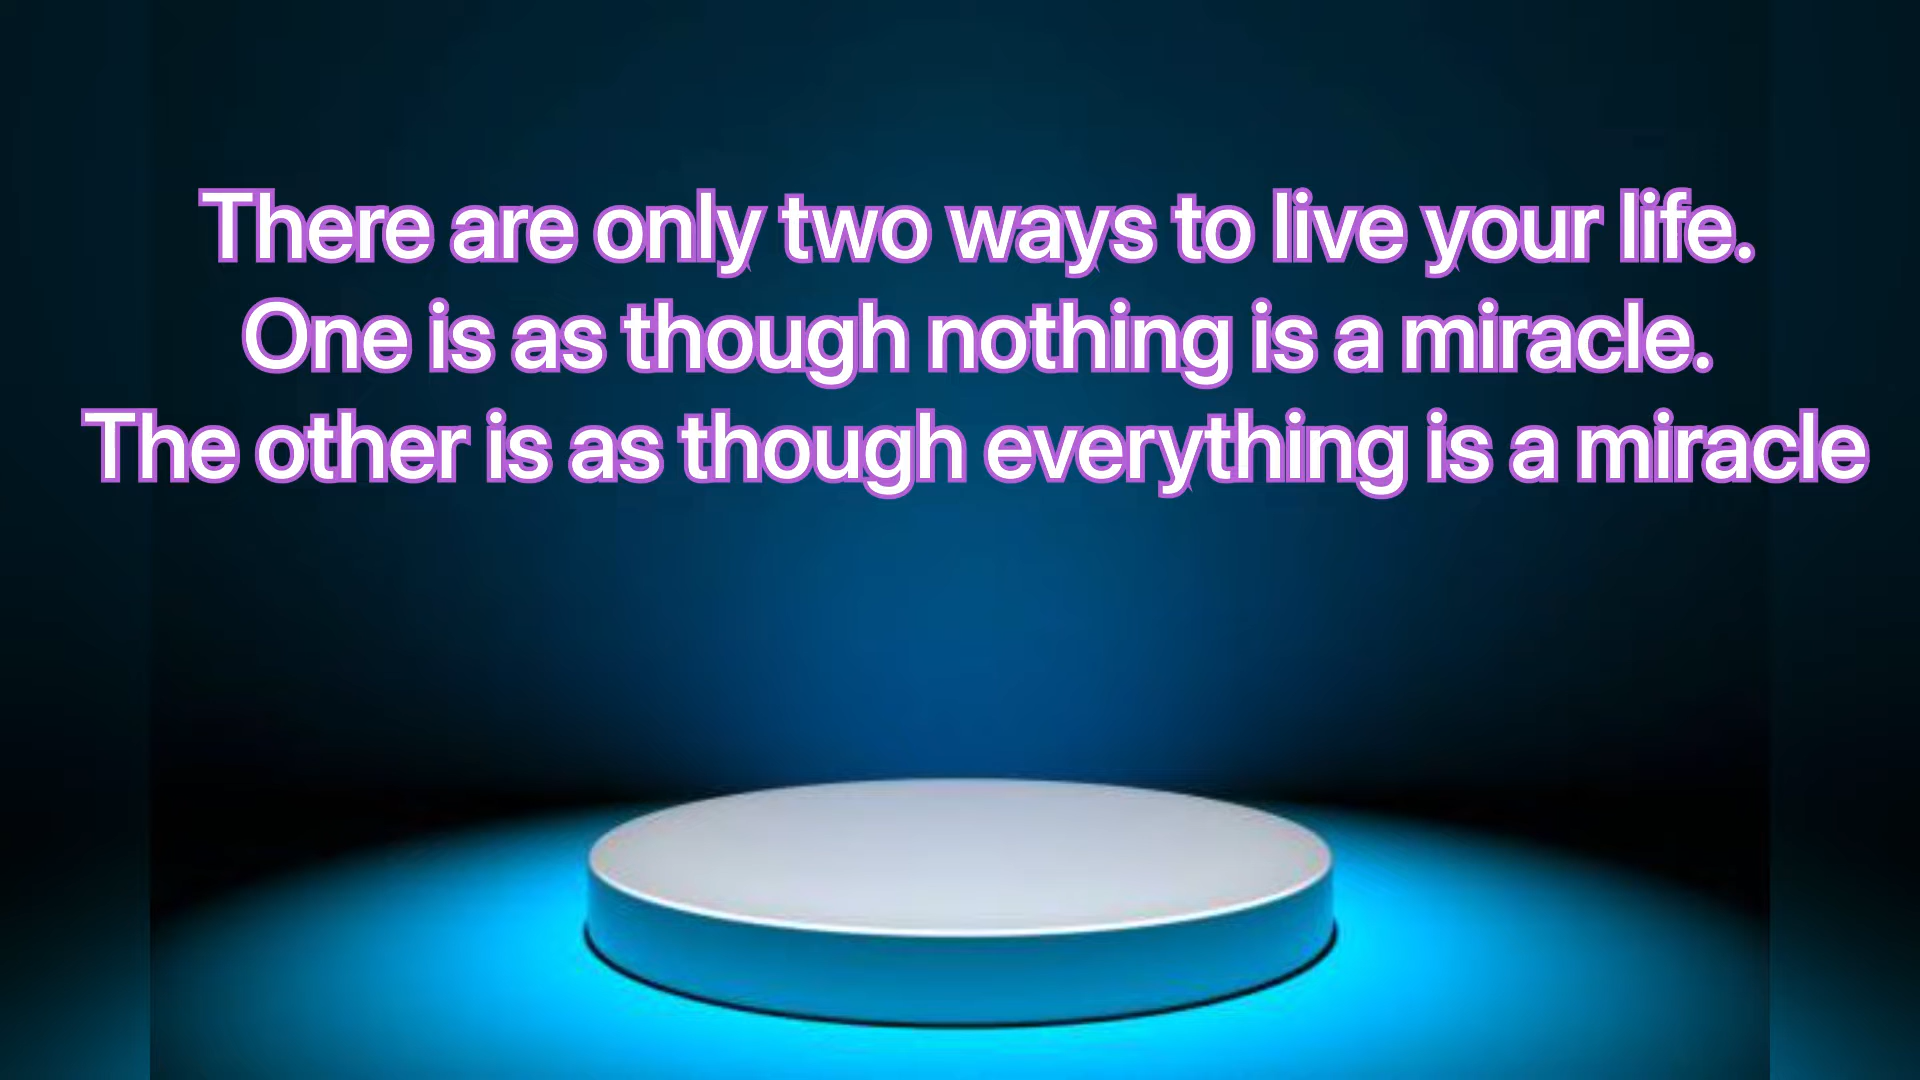 There are only two ways to live your life.
One is as though nothing is a miracle.
The other is as though everything is a miracle